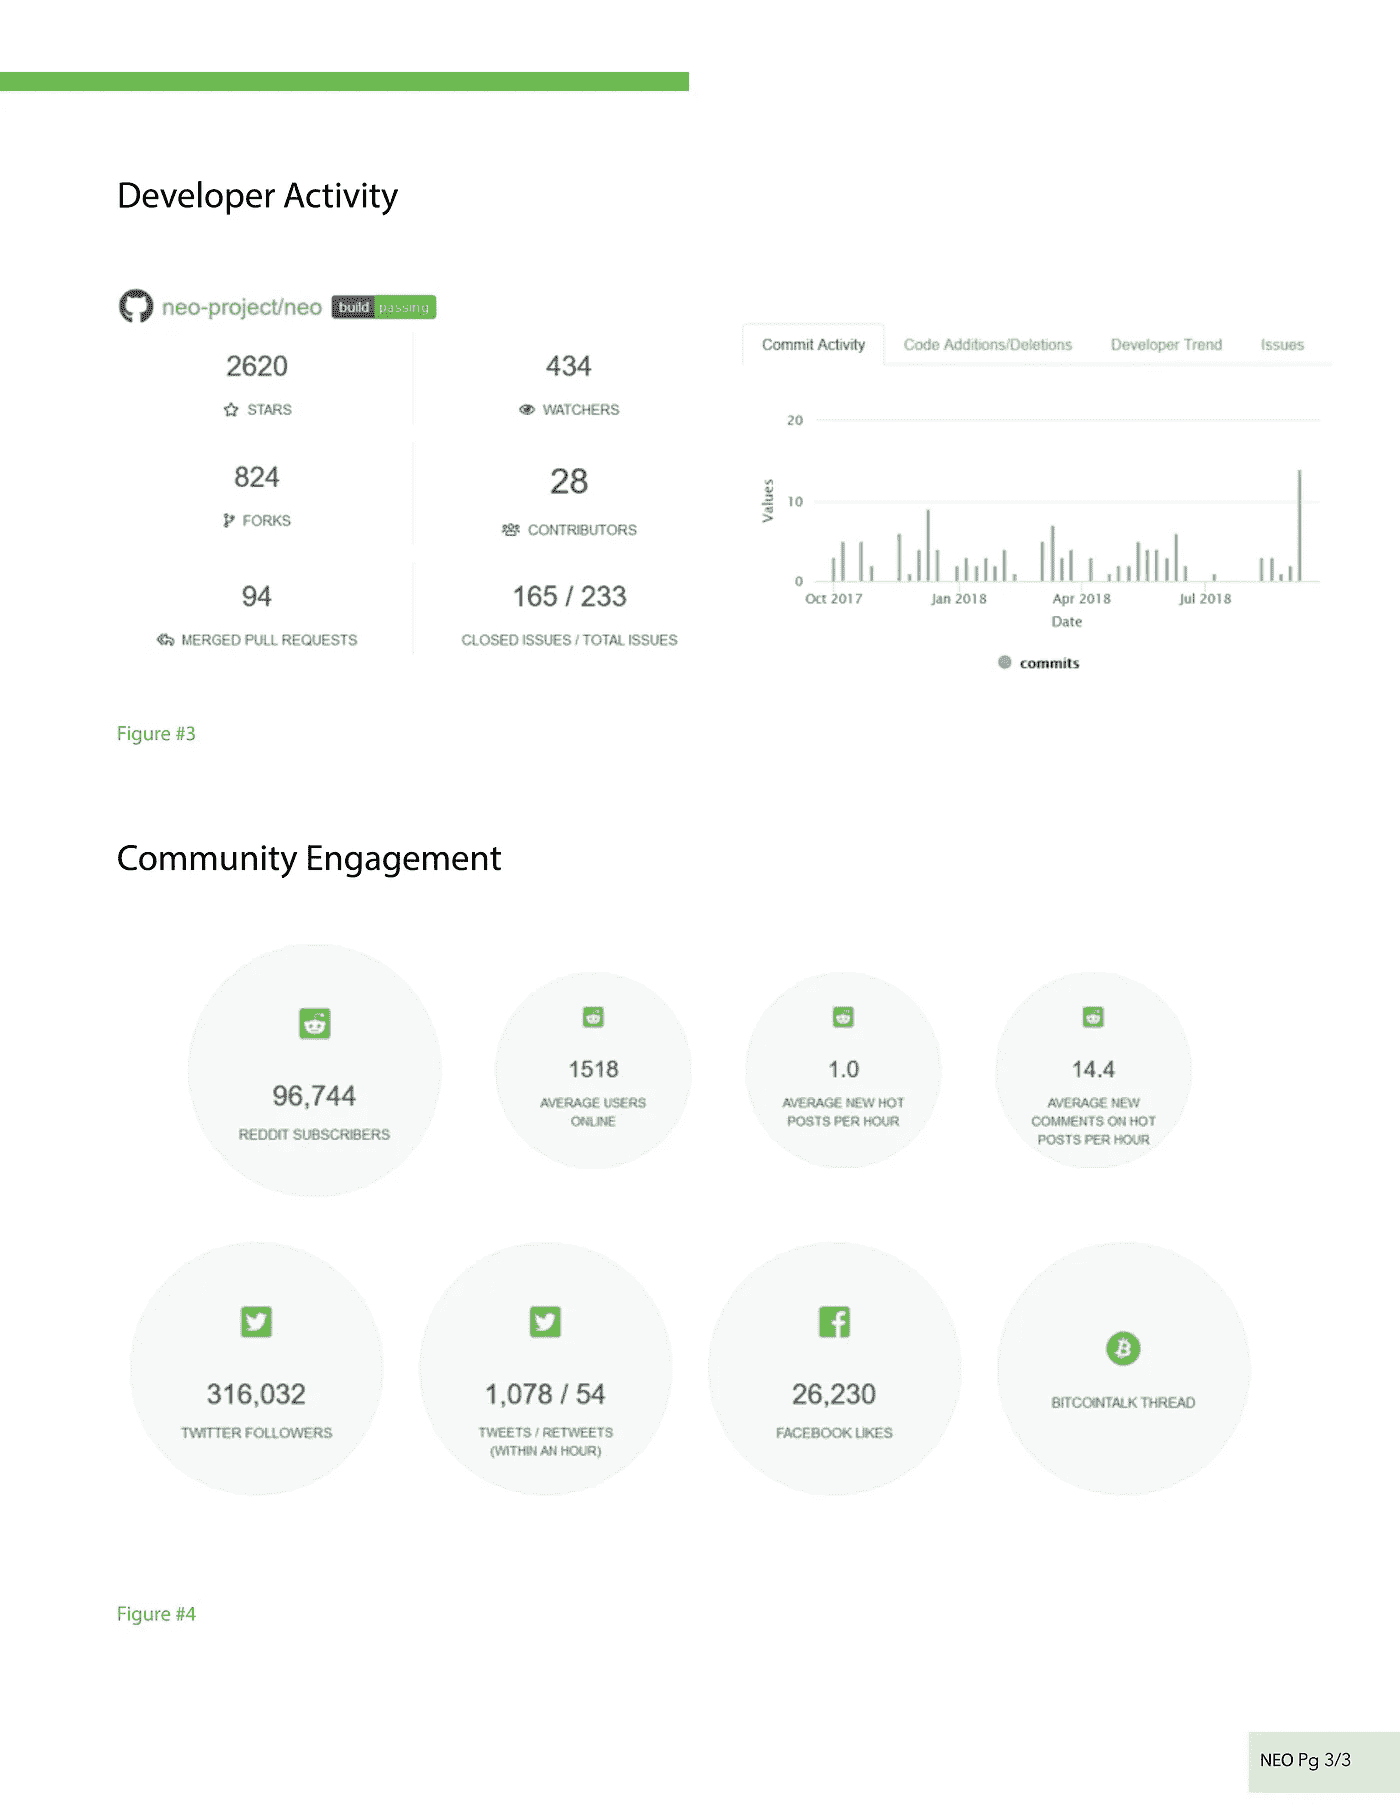 Developer Activity
neo-project/neo build passing
2620
STARS
434
WATCHERS
824
FORKS
28
CONTRIBUTORS
94
MERGED PULL REQUESTS
165 / 233
CLOSED ISSUES / TOTAL ISSUES
Commit Activity Code Additions/Deletions Developer Trend Issues
20
10
0
Values
Oct 2017 Jan 2018 Apr 2018 Jul 2018
Date
commits
Figure #3
Community Engagement
96,744
REDDIT SUBSCRIBERS
1518
AVERAGE USERS
ONLINE
1.0
AVERAGE NEW HOT
POSTS PER HOUR
14.4
AVERAGE NEW
COMMENTS ON HOT
POSTS PER HOUR
316,032
TWITTER FOLLOWERS
1,078 / 54
TWEETS / RETWEETS
(WITHIN AN HOUR)
26,230
FACEBOOK LIKES
BITCOINTALK THREAD
Figure #4
NEO Pg 3/3